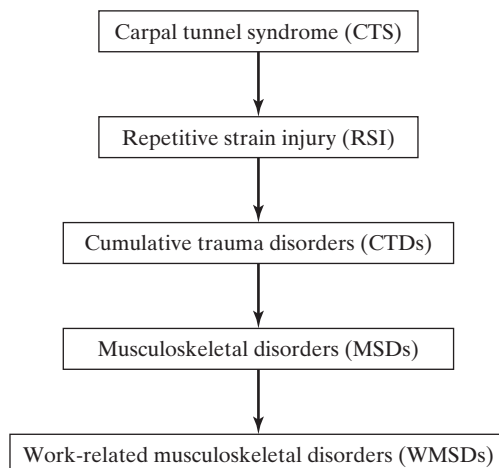 Carpal tunnel syndrome (CTS)
Repetitive strain injury (RSI)
Cumulative trauma disorders (CTDs)
Musculoskeletal disorders (MSDs)
Work-related musculoskeletal disorders (WMSDs)